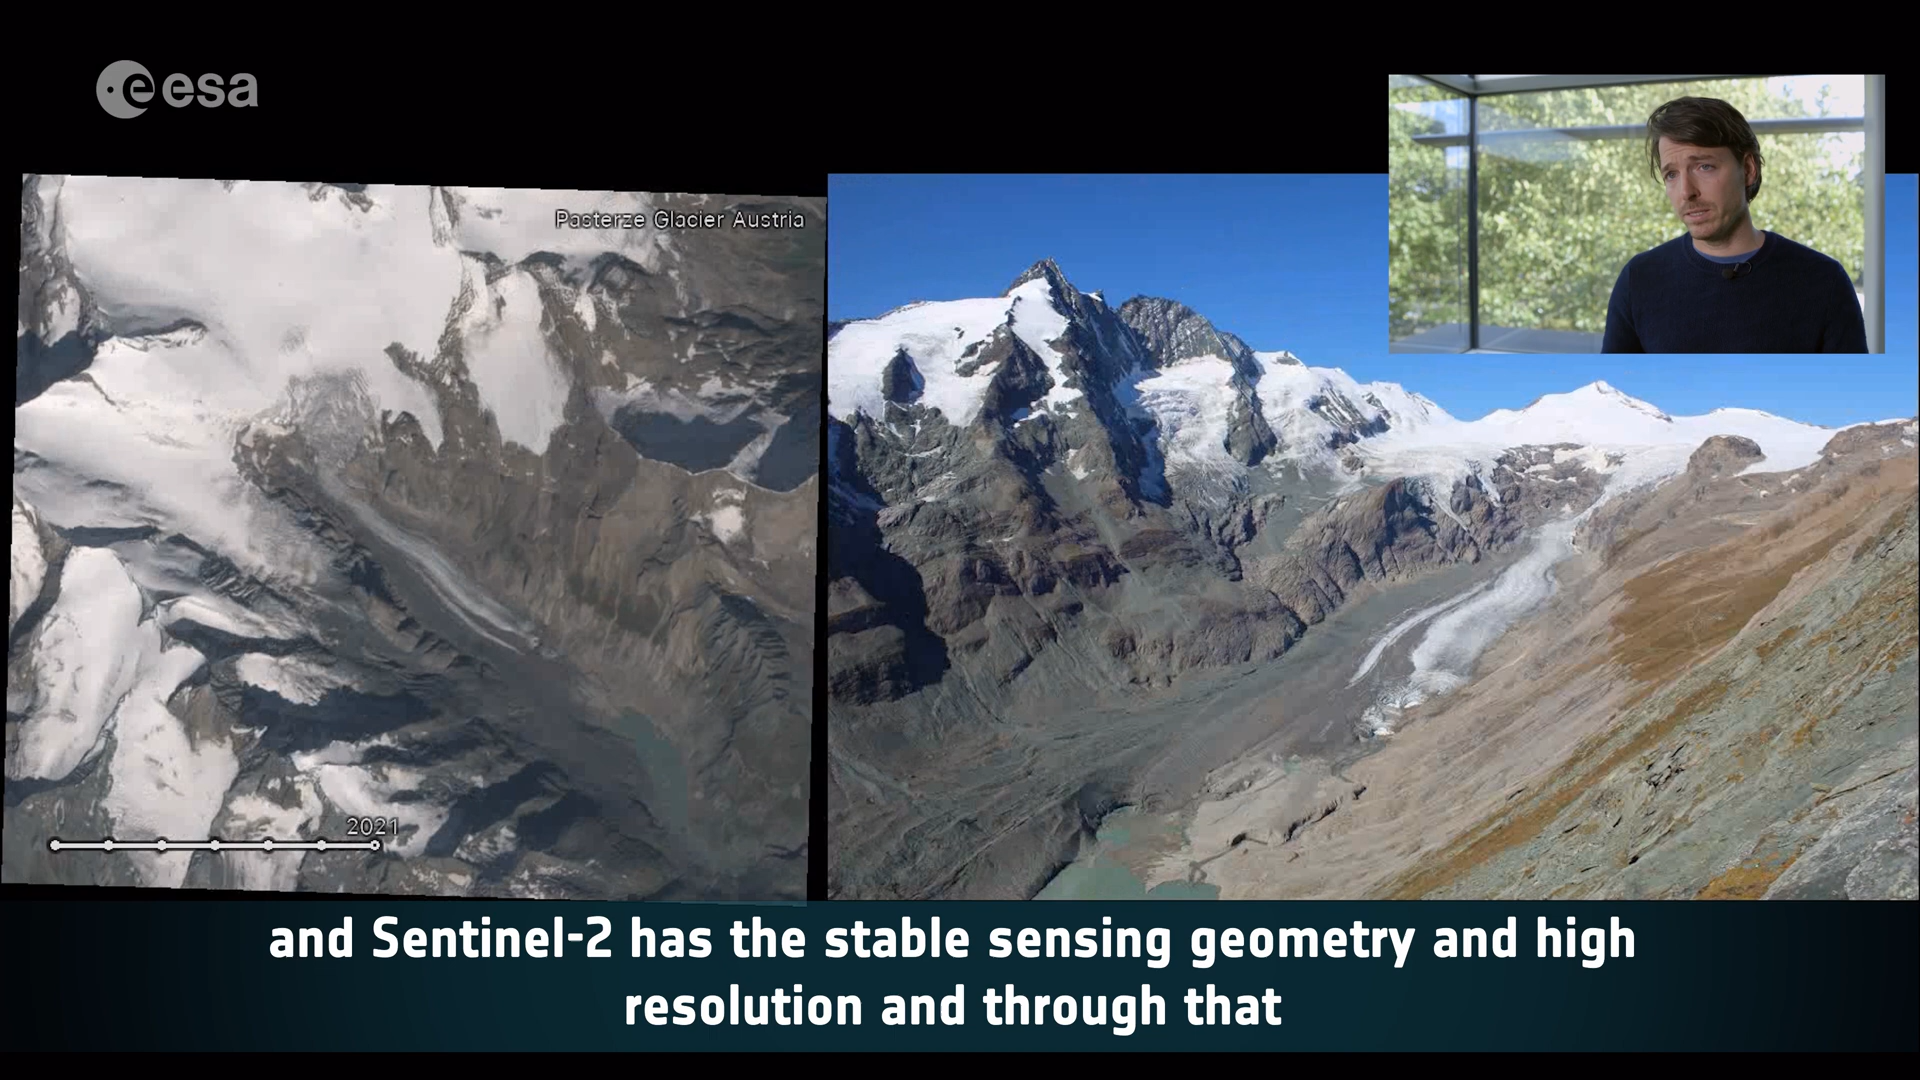 esa
Pasterze Glacier Austria
2021
and Sentinel-2 has the stable sensing geometry and high
resolution and through that